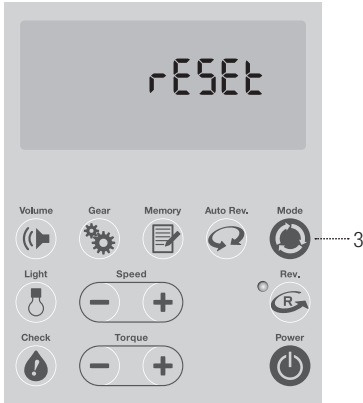 rESEt
Volume Gear Memory Auto Rev. Mode
3
Light Speed Rev.
R
Check Torque Power